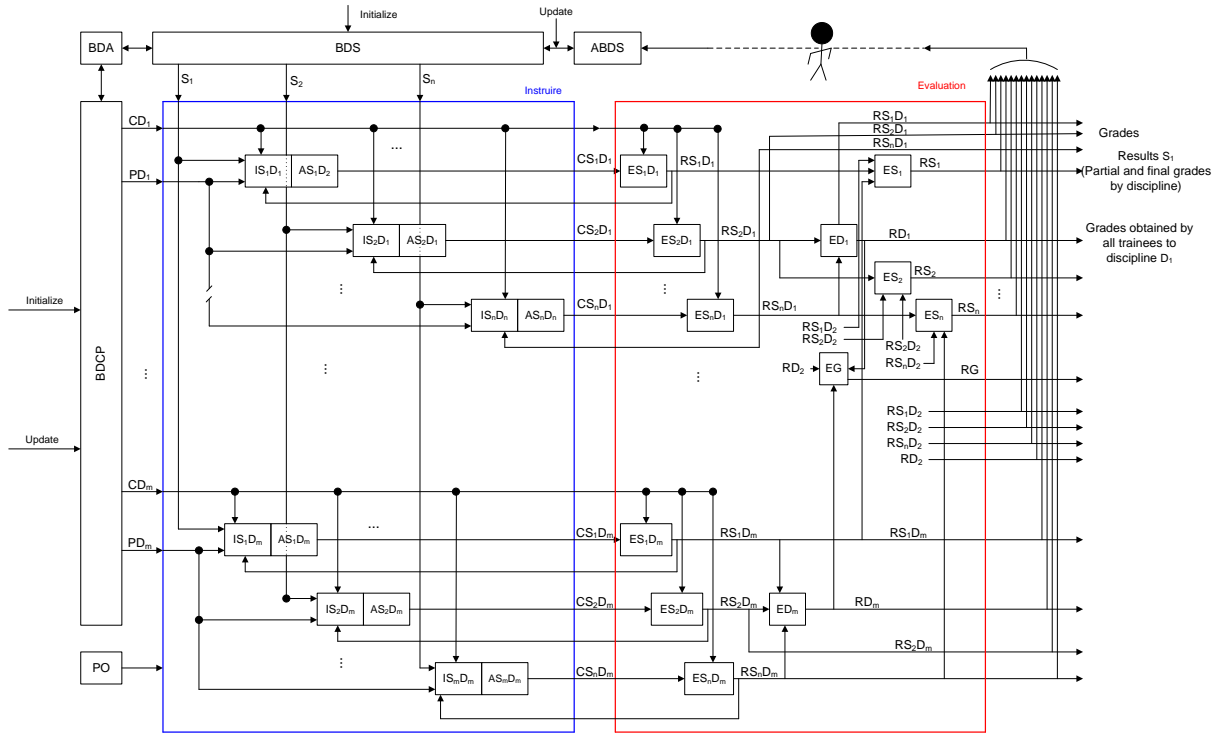 Initialize
Update
BDA
BDS
ABDS
S₁
S₂
Sₙ
Instruire
Evaluation
CD₁
RS₁D₁
RS₂D₁
RSₙD₁
Grades
...
CS₁D₁
RS₁D₁
RS₁
Results S₁
(Partial and final grades
by discipline)
PD₁
IS₁D₁
AS₁D₂
ES₁D₁
ES₁
IS₂D₁
AS₂D₁
CS₂D₁
ES₂D₁
RS₂D₁
ED₁
RD₁
Grades obtained by
all trainees to
discipline D₁
ES₂
RS₂
⋮
⋮
⋮
Initialize
ISₙDₙ
ASₙDₙ
CSₙD₁
ESₙD₁
RSₙD₁
ESₙ
RSₙ
RS₁D₂
RS₂D₂
RS₂D₂
RSₙD₂
BDCP
⋮
⋮
⋮
RD₂
EG
RG
RS₁D₂
RS₂D₂
RSₙD₂
RD₂
Update
CDₘ
...
PDₘ
IS₁Dₘ
AS₁Dₘ
CS₁Dₘ
ES₁Dₘ
RS₁Dₘ
RS₁Dₘ
IS₂Dₘ
AS₂Dₘ
CS₂Dₘ
ES₂Dₘ
RS₂Dₘ
EDₘ
RDₘ
RS₂Dₘ
PO
⋮
⋮
ISₘDₘ
ASₘDₘ
CSₙDₘ
ESₙDₘ
RSₙDₘ